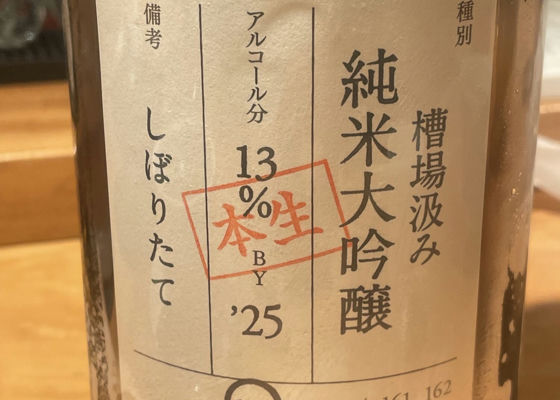 種別
槽場汲み
純米大吟醸
アルコール分
13
%
BY
'25
本生
備考
しぼりたて
161 162